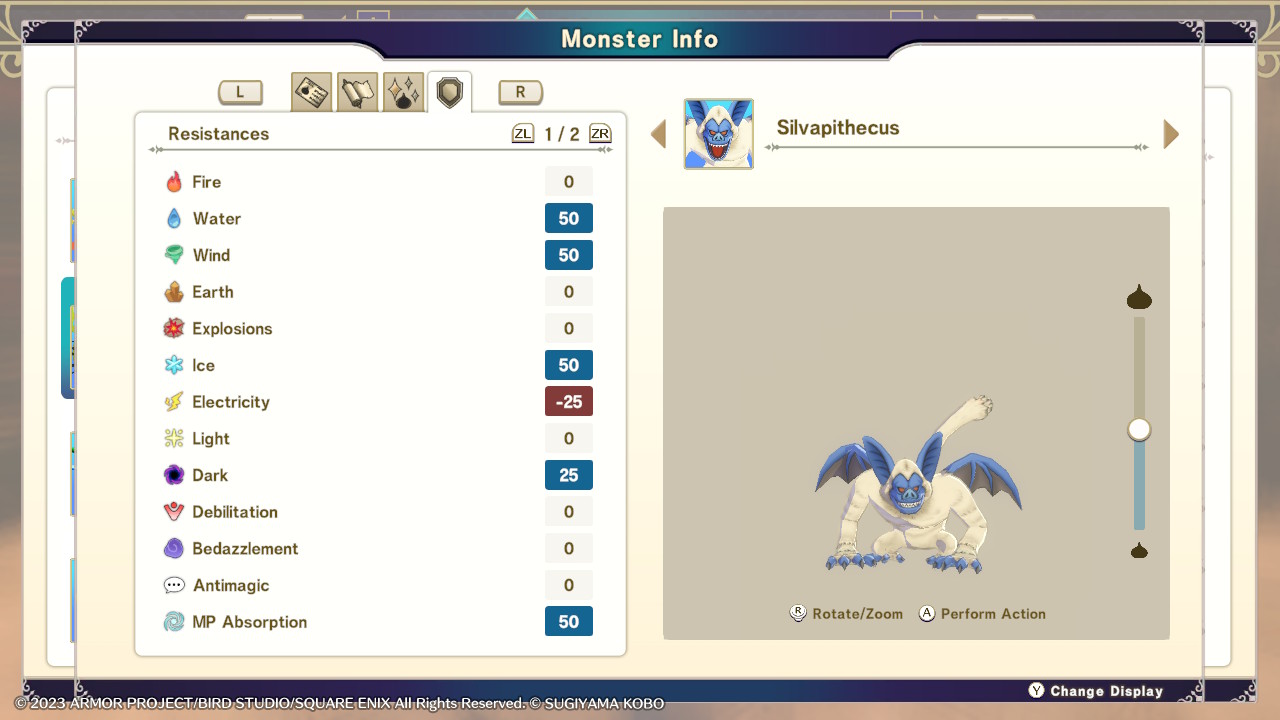 Monster Info
L
R
Resistances
ZL 1 / 2 ZR
Fire 0
Water 50
Wind 50
Earth 0
Explosions 0
Ice 50
Electricity -25
Light 0
Dark 25
Debilitation 0
Bedazzlement 0
Antimagic 0
MP Absorption 50
Silvapithecus
R Rotate/Zoom A Perform Action
Y Change Display
© 2023 ARMOR PROJECT/BIRD STUDIO/SQUARE ENIX All Rights Reserved. © SUGIYAMA KOBO